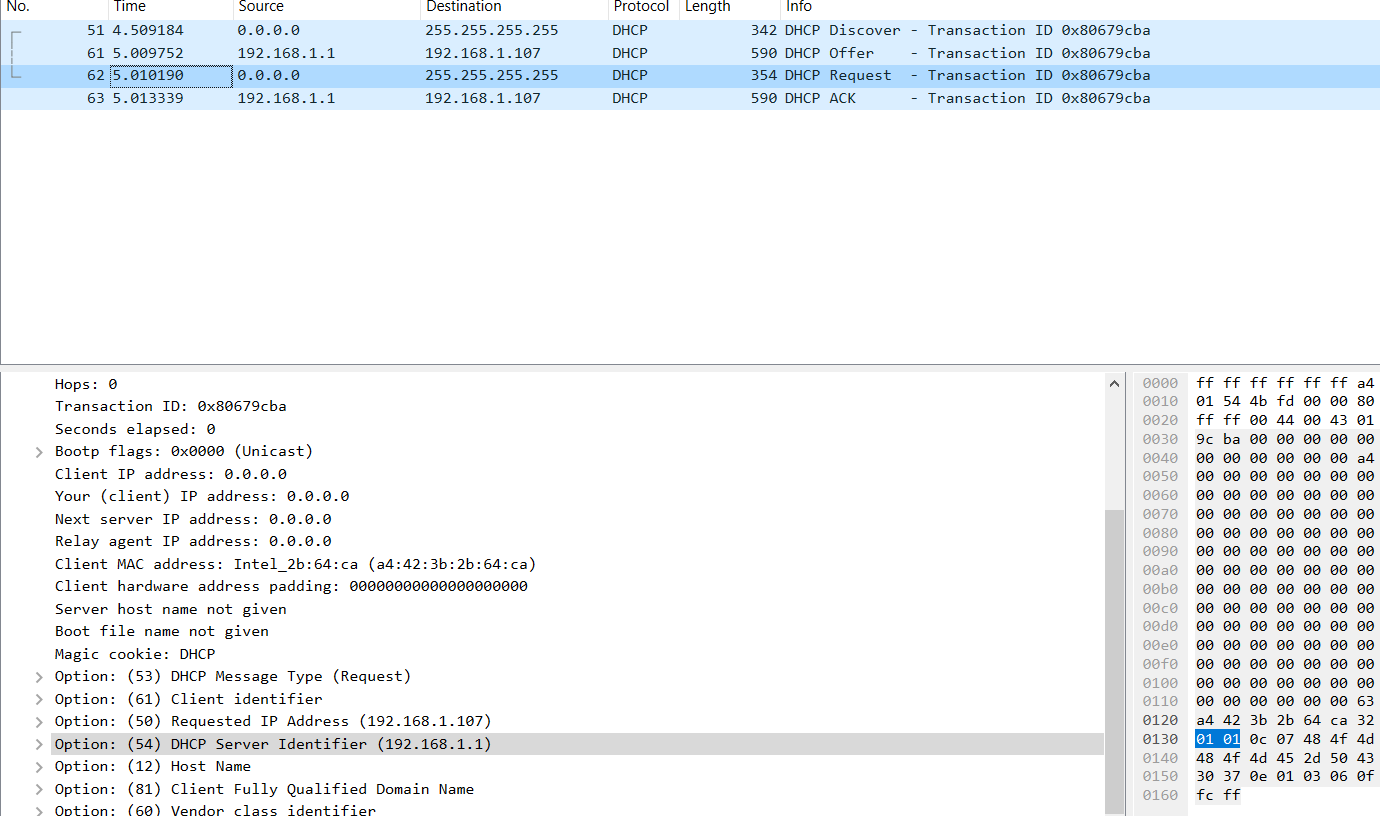 No. Time Source Destination Protocol Length Info
51 4.509184 0.0.0.0 255.255.255.255 DHCP 342 DHCP Discover - Transaction ID 0x80679cba
61 5.009752 192.168.1.1 192.168.1.107 DHCP 590 DHCP Offer - Transaction ID 0x80679cba
62 5.010190 0.0.0.0 255.255.255.255 DHCP 354 DHCP Request - Transaction ID 0x80679cba
63 5.013339 192.168.1.1 192.168.1.107 DHCP 590 DHCP ACK - Transaction ID 0x80679cba
Hops: 0
Transaction ID: 0x80679cba
Seconds elapsed: 0
Bootp flags: 0x0000 (Unicast)
Client IP address: 0.0.0.0
Your (client) IP address: 0.0.0.0
Next server IP address: 0.0.0.0
Relay agent IP address: 0.0.0.0
Client MAC address: Intel_2b:64:ca (a4:42:3b:2b:64:ca)
Client hardware address padding: 00000000000000000000
Server host name not given
Boot file name not given
Magic cookie: DHCP
Option: (53) DHCP Message Type (Request)
Option: (61) Client identifier
Option: (50) Requested IP Address (192.168.1.107)
Option: (54) DHCP Server Identifier (192.168.1.1)
Option: (12) Host Name
Option: (81) Client Fully Qualified Domain Name
Option: (60) Vendor class identifier
0000 ff ff ff ff ff ff a4
0010 01 54 4b fd 00 00 80
0020 ff ff 00 44 00 43 01
0030 9c ba 00 00 00 00 00
0040 00 00 00 00 00 00 a4
0050 00 00 00 00 00 00 00
0060 00 00 00 00 00 00 00
0070 00 00 00 00 00 00 00
0080 00 00 00 00 00 00 00
0090 00 00 00 00 00 00 00
00a0 00 00 00 00 00 00 00
00b0 00 00 00 00 00 00 00
00c0 00 00 00 00 00 00 00
00d0 00 00 00 00 00 00 00
00e0 00 00 00 00 00 00 00
00f0 00 00 00 00 00 00 00
0100 00 00 00 00 00 00 00
0110 00 00 00 00 00 00 63
0120 a4 42 3b 2b 64 ca 32
0130 01 01 0c 07 48 4f 4d
0140 48 4f 4d 45 2d 50 43
0150 30 37 0e 01 03 06 0f
0160 fc ff